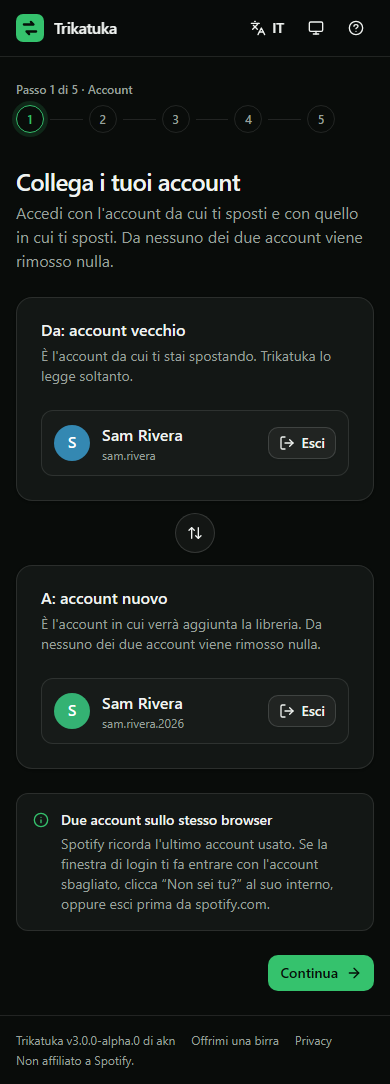 Trikatuka
IT
Passo 1 di 5 · Account
1 2 3 4 5
Collega i tuoi account
Accedi con l'account da cui ti sposti e con quello
in cui ti sposti. Da nessuno dei due account viene
rimosso nulla.
Da: account vecchio
È l'account da cui ti stai spostando. Trikatuka lo
legge soltanto.
S
Sam Rivera
sam.rivera
Esci
A: account nuovo
È l'account in cui verrà aggiunta la libreria. Da
nessuno dei due account viene rimosso nulla.
S
Sam Rivera
sam.rivera.2026
Esci
Due account sullo stesso browser
Spotify ricorda l'ultimo account usato. Se la
finestra di login ti fa entrare con l'account
sbagliato, clicca “Non sei tu?” al suo interno,
oppure esci prima da spotify.com.
Continua
Trikatuka v3.0.0-alpha.0 di akn Offrimi una birra Privacy
Non affiliato a Spotify.